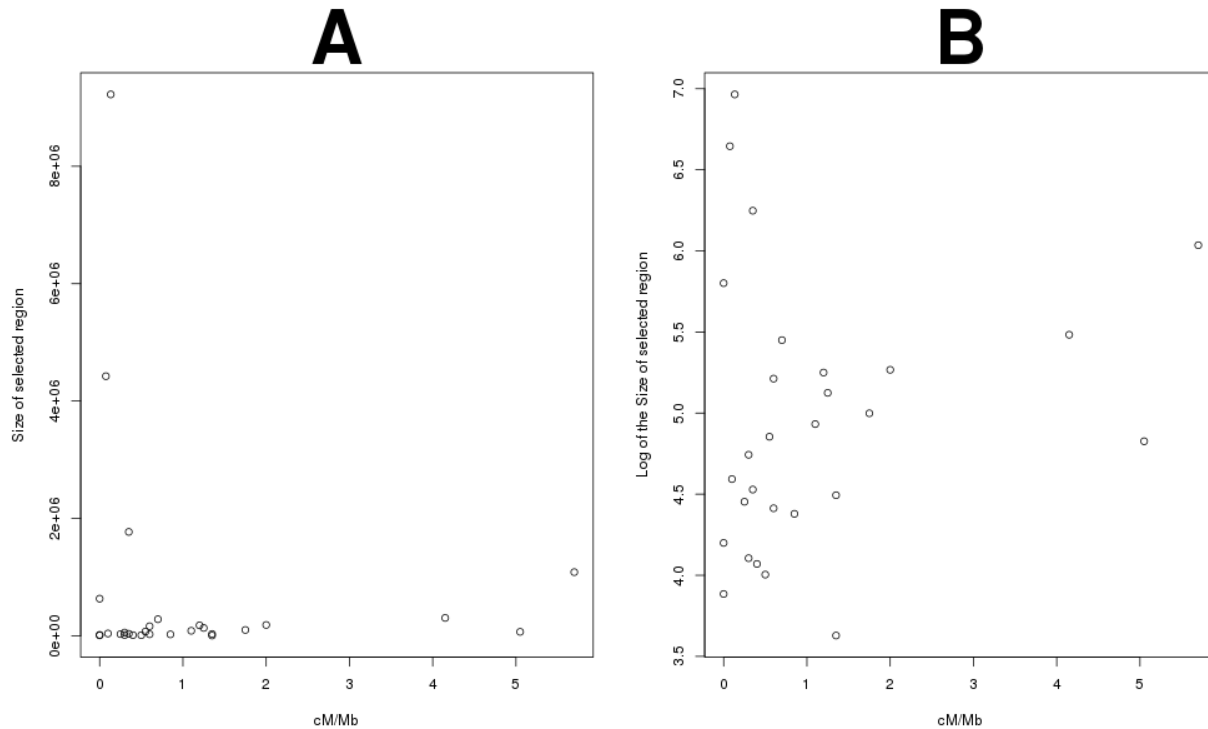 A
Size of selected region
8e+06
6e+06
4e+06
2e+06
0e+00
0 1 2 3 4 5
cM/Mb
B
Log of the Size of selected region
7.0
6.5
6.0
5.5
5.0
4.5
4.0
3.5
0 1 2 3 4 5
cM/Mb